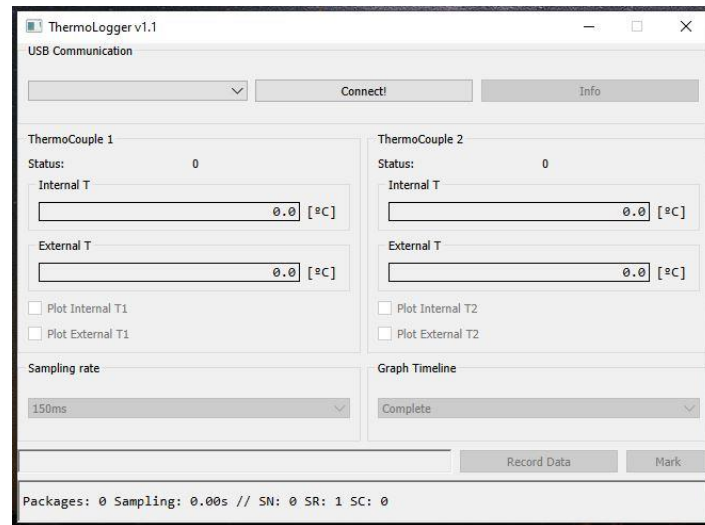 ThermoLogger v1.1
USB Communication
Connect!
Info
ThermoCouple 1
Status: 0
Internal T
0.0 [ºC]
External T
0.0 [ºC]
Plot Internal T1
Plot External T1
ThermoCouple 2
Status: 0
Internal T
0.0 [ºC]
External T
0.0 [ºC]
Plot Internal T2
Plot External T2
Sampling rate
150ms
Graph Timeline
Complete
Record Data
Mark
Packages: 0 Sampling: 0.00s // SN: 0 SR: 1 SC: 0